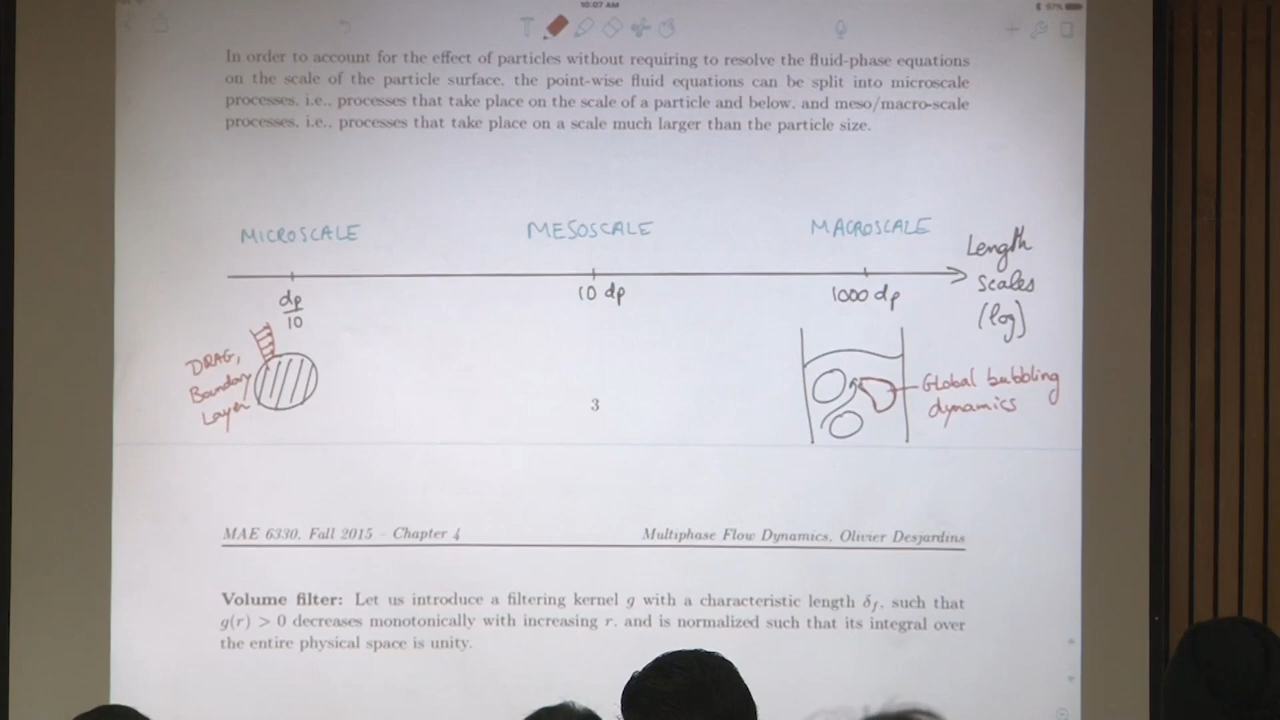 10:07 AM
97%
T
In order to account for the effect of particles without requiring to resolve the fluid-phase equations
on the scale of the particle surface, the point-wise fluid equations can be split into microscale
processes, i.e., processes that take place on the scale of a particle and below, and meso/macro-scale
processes, i.e., processes that take place on a scale much larger than the particle size.
MICROSCALE MESOSCALE MACROSCALE
Length
scales
(log)
dp/10 10 dp 1000 dp
DRAG,
Boundary
Layer
Global bubbling
dynamics
3
MAE 6330, Fall 2015 – Chapter 4 Multiphase Flow Dynamics, Olivier Desjardins
Volume filter: Let us introduce a filtering kernel g with a characteristic length δf, such that
g(r) > 0 decreases monotonically with increasing r, and is normalized such that its integral over
the entire physical space is unity.